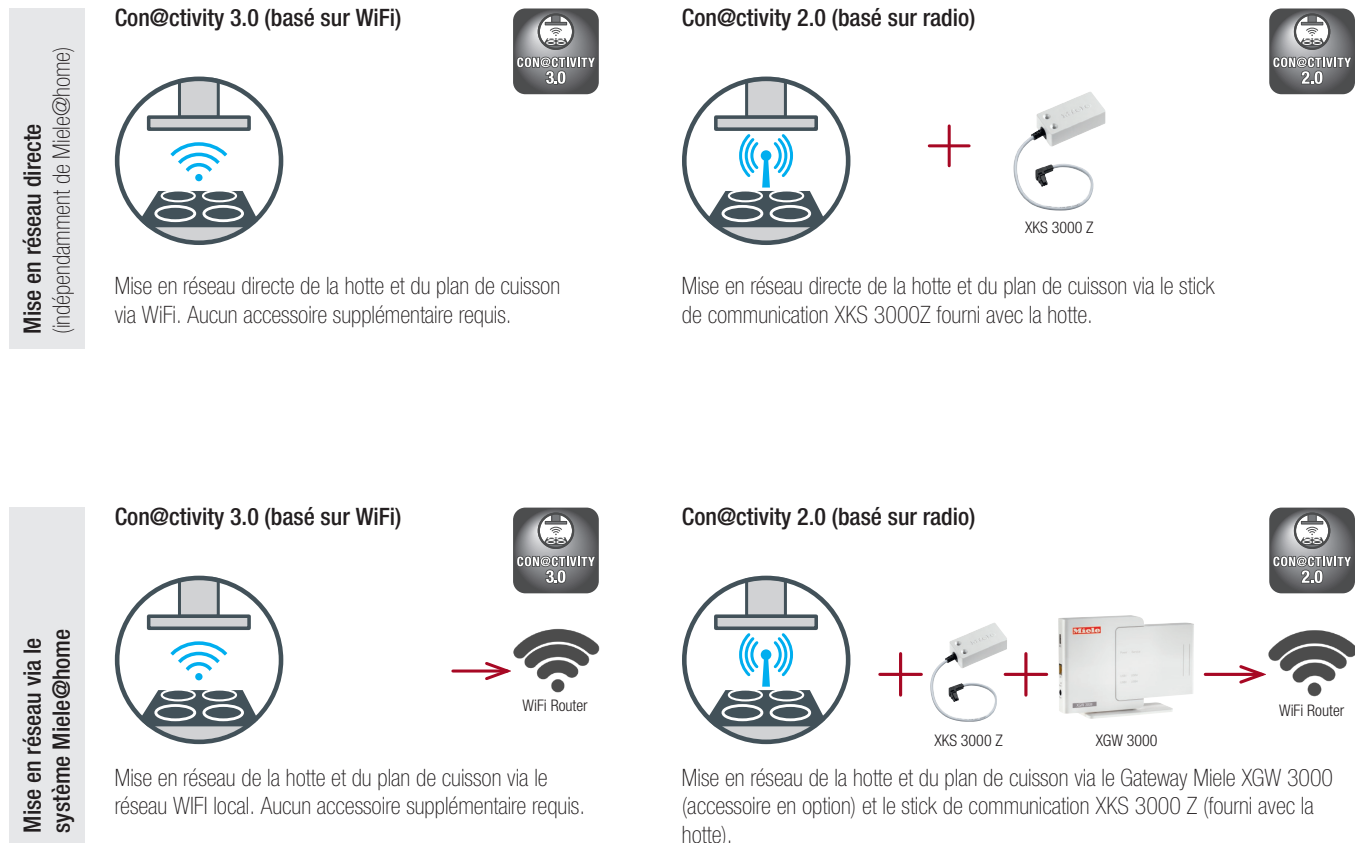 Mise en réseau directe
(indépendamment de Miele@home)
Con@ctivity 3.0 (basé sur WiFi)
CON@CTIVITY
3.0
Mise en réseau directe de la hotte et du plan de cuisson
via WiFi. Aucun accessoire supplémentaire requis.
Con@ctivity 2.0 (basé sur radio)
CON@CTIVITY
2.0
XKS 3000 Z
Mise en réseau directe de la hotte et du plan de cuisson via le stick
de communication XKS 3000Z fourni avec la hotte.
Mise en réseau via le
système Miele@home
Con@ctivity 3.0 (basé sur WiFi)
CON@CTIVITY
3.0
WiFi Router
Mise en réseau de la hotte et du plan de cuisson via le
réseau WIFI local. Aucun accessoire supplémentaire requis.
Con@ctivity 2.0 (basé sur radio)
CON@CTIVITY
2.0
XKS 3000 Z
Miele
XGW 3000
WiFi Router
Mise en réseau de la hotte et du plan de cuisson via le Gateway Miele XGW 3000
(accessoire en option) et le stick de communication XKS 3000 Z (fourni avec la
hotte).